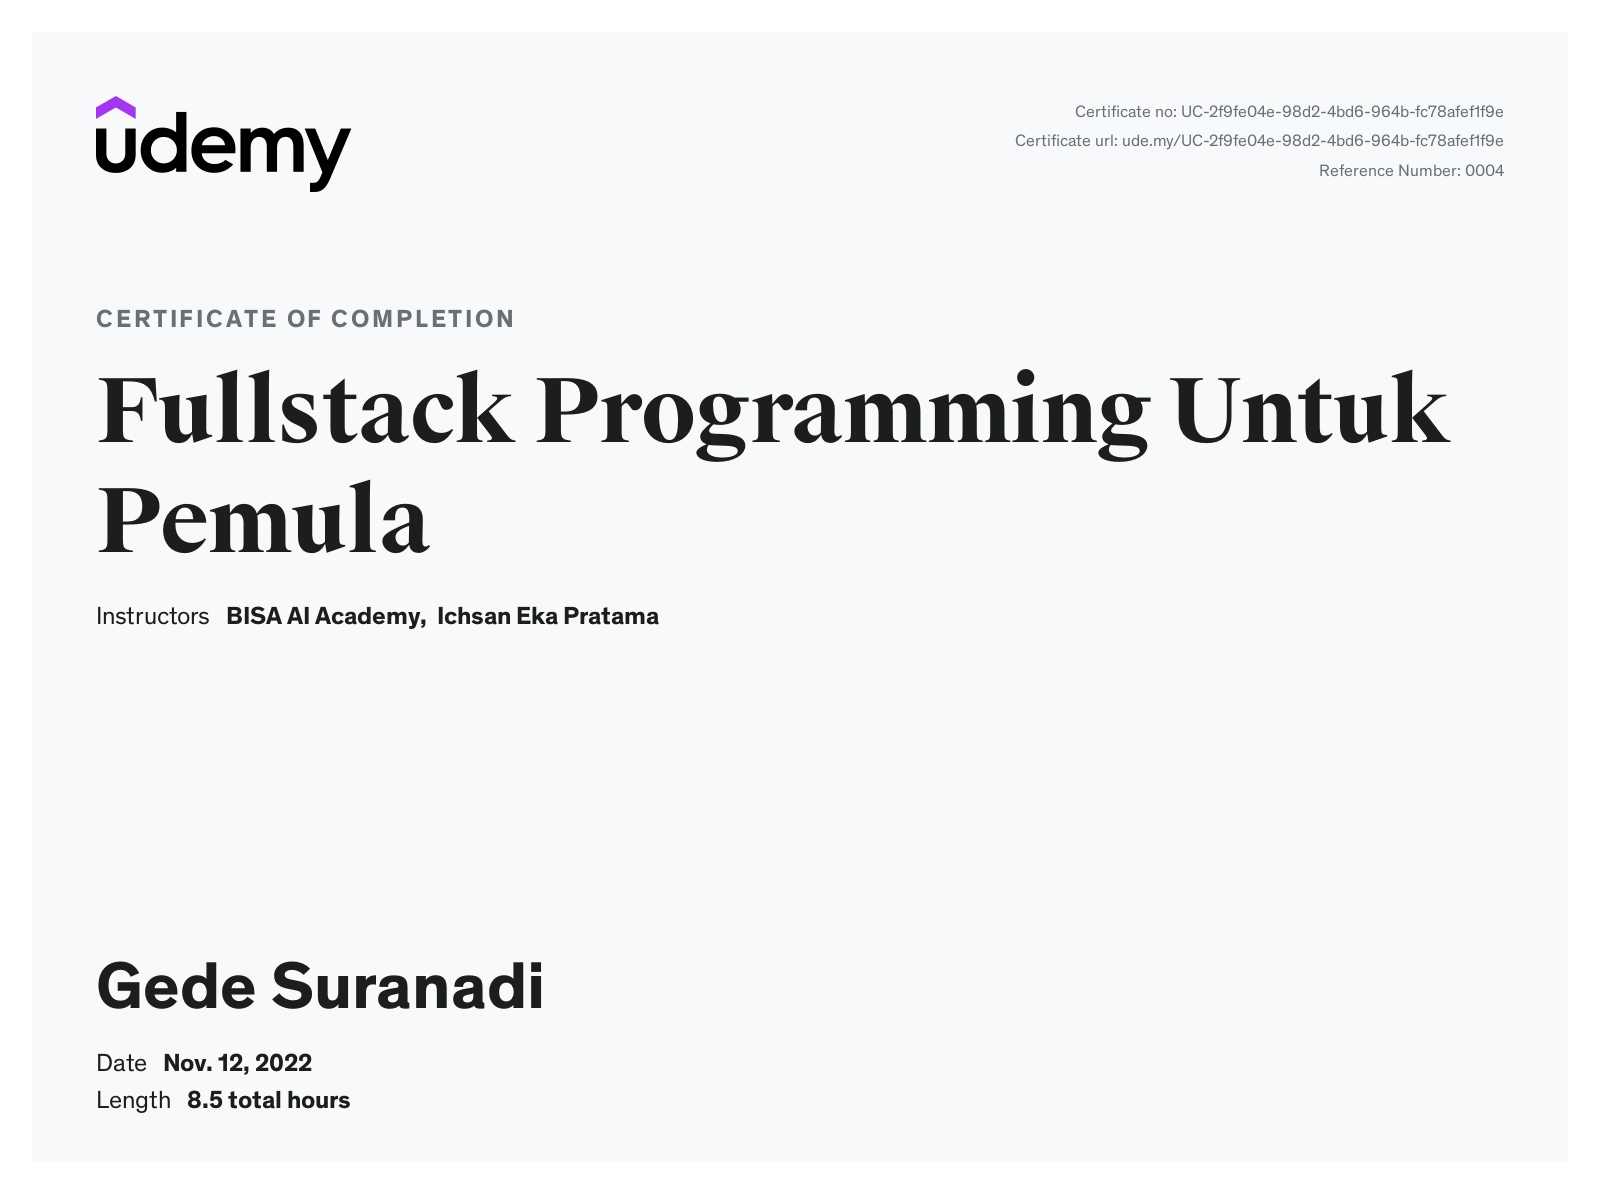 udemy
Certificate no: UC-2f9fe04e-98d2-4bd6-964b-fc78afef1f9e
Certificate url: ude.my/UC-2f9fe04e-98d2-4bd6-964b-fc78afef1f9e
Reference Number: 0004
CERTIFICATE OF COMPLETION
Fullstack Programming Untuk
Pemula
Instructors BISA AI Academy, Ichsan Eka Pratama
Gede Suranadi
Date Nov. 12, 2022
Length 8.5 total hours